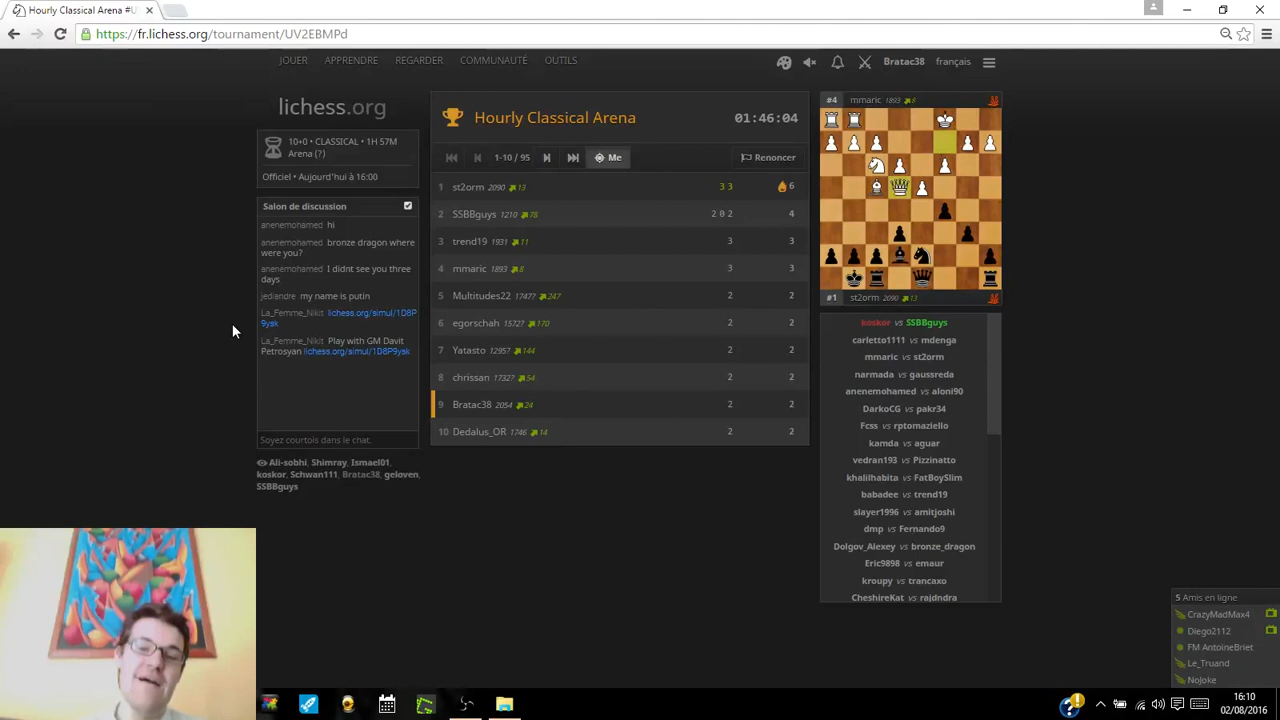 Hourly Classical Arena #U
https://fr.lichess.org/tournament/UV2EBMPd
JOUER APPRENDRE REGARDER COMMUNAUTÉ OUTILS
Bratac38 français
lichess.org
10+0 • CLASSICAL • 1H 57M
Arena (?)
Officiel • Aujourd'hui à 16:00
Salon de discussion
anenemohamed hi
anenemohamed bronze dragon where
were you?
anenemohamed I didnt see you three
days
jediandre my name is putin
La_Femme_Nikit lichess.org/simul/1D8P
9yak
La_Femme_Nikit Play with GM Davit
Petrosyan lichess.org/simul/1D8P9yak
Soyez courtois dans le chat.
Ali-sobhi, Shimray, Ismael01,
koskor, Schwan111, Bratac38, geloven,
SSBBguys
Hourly Classical Arena 01:46:04
1-10 / 95 Me Renoncer
1 st2orm 2090 13 3 3 6
2 SSBBguys 1210 78 2 0 2 4
3 trend19 1931 11 3 3
4 mmaric 1893 8 3 3
5 Multitudes22 1747? 247 2 2
6 egorschah 1572? 170 2 2
7 Yatasto 1295? 144 2 2
8 chrissan 1732? 54 2 2
9 Bratac38 2054 24 2 2
10 Dedalus_OR 1746 14 2 2
#4 mmaric 1893 8
#1 st2orm 2090 13
koskor vs SSBBguys
carletto1111 vs mdenga
mmaric vs st2orm
narmada vs gaussreda
anenemohamed vs aloni90
DarkoCG vs pakr34
Fcss vs rptomaziello
kamda vs aguar
vedran193 vs Pizzinatto
khalilhabita vs FatBoySlim
babadee vs trend19
slayer1996 vs amitjoshi
dmp vs Fernando9
Dolgov_Alexey vs bronze_dragon
Eric9898 vs emaur
kroupy vs trancaxo
CheshireKat vs rajdndra
5 Amis en ligne
CrazyMadMax4
Diego2112
FM AntoineBriet
Le_Truand
NoJoke
16:10
02/08/2016